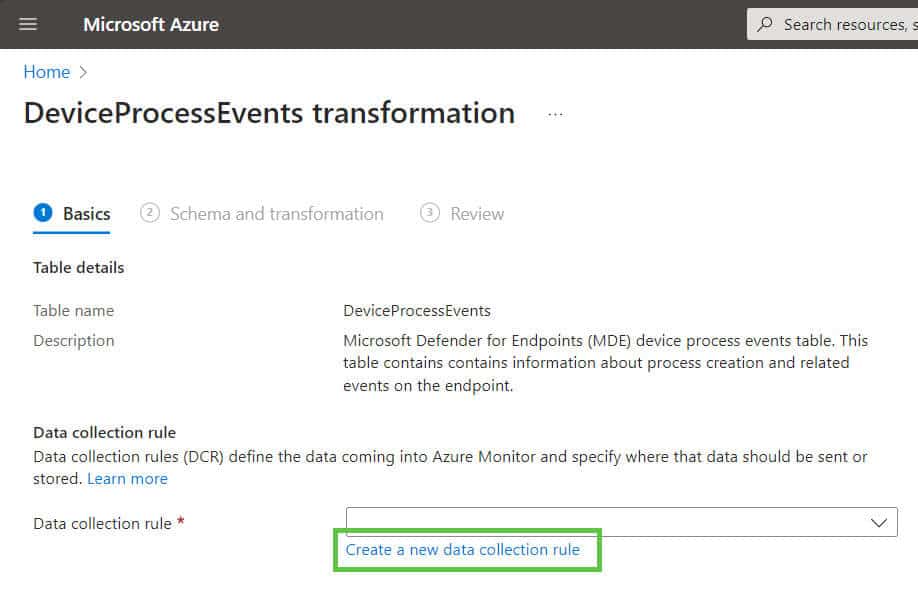 Microsoft Azure
Search resources, s
Home
DeviceProcessEvents transformation
...
1 Basics 2 Schema and transformation 3 Review
Table details
Table name DeviceProcessEvents
Description Microsoft Defender for Endpoints (MDE) device process events table. This
table contains contains information about process creation and related
events on the endpoint.
Data collection rule
Data collection rules (DCR) define the data coming into Azure Monitor and specify where that data should be sent or
stored. Learn more
Data collection rule *
Create a new data collection rule